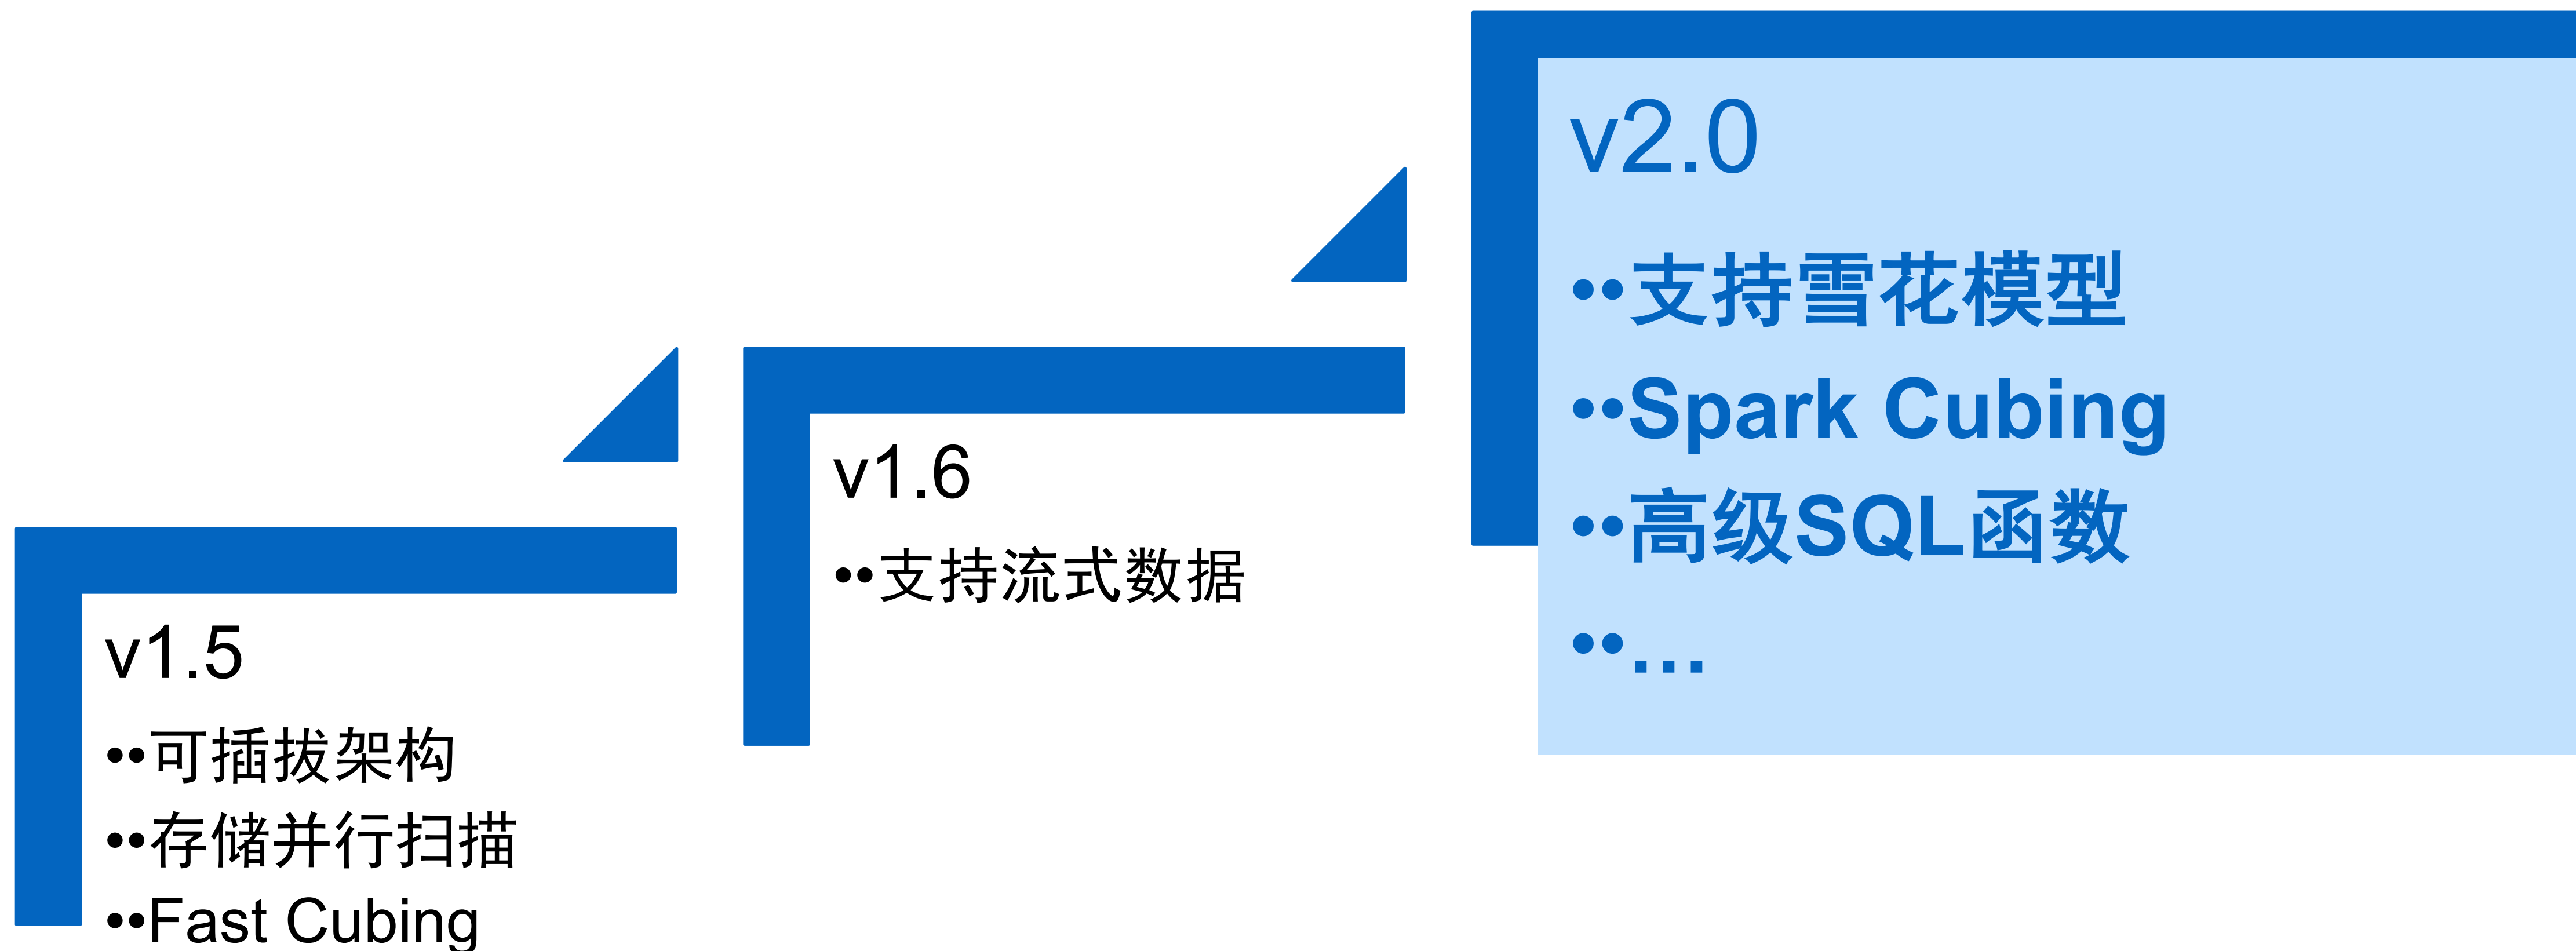 v1.5
••可插拔架构
••存储并行扫描
••Fast Cubing
v1.6
••支持流式数据
v2.0
••支持雪花模型
••Spark Cubing
••高级SQL函数
••…